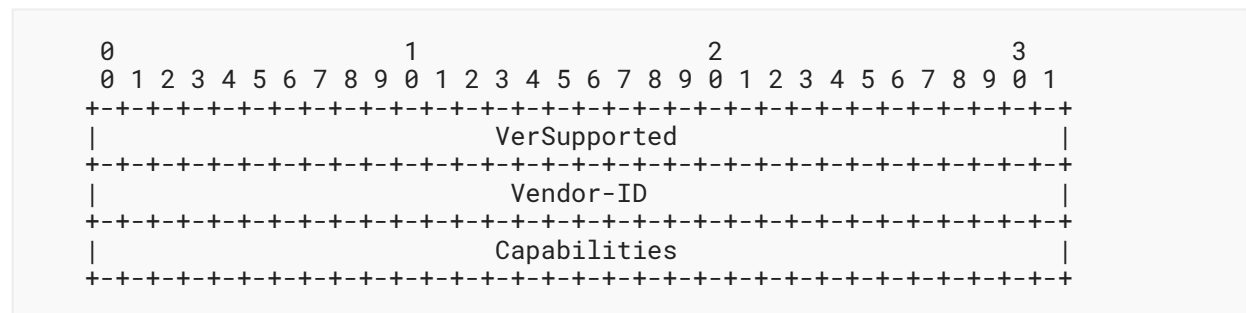 0                   1                   2                   3
 0 1 2 3 4 5 6 7 8 9 0 1 2 3 4 5 6 7 8 9 0 1 2 3 4 5 6 7 8 9 0 1
+-+-+-+-+-+-+-+-+-+-+-+-+-+-+-+-+-+-+-+-+-+-+-+-+-+-+-+-+-+-+-+-+
|                          VerSupported                         |
+-+-+-+-+-+-+-+-+-+-+-+-+-+-+-+-+-+-+-+-+-+-+-+-+-+-+-+-+-+-+-+-+
|                           Vendor-ID                           |
+-+-+-+-+-+-+-+-+-+-+-+-+-+-+-+-+-+-+-+-+-+-+-+-+-+-+-+-+-+-+-+-+
|                          Capabilities                         |
+-+-+-+-+-+-+-+-+-+-+-+-+-+-+-+-+-+-+-+-+-+-+-+-+-+-+-+-+-+-+-+-+